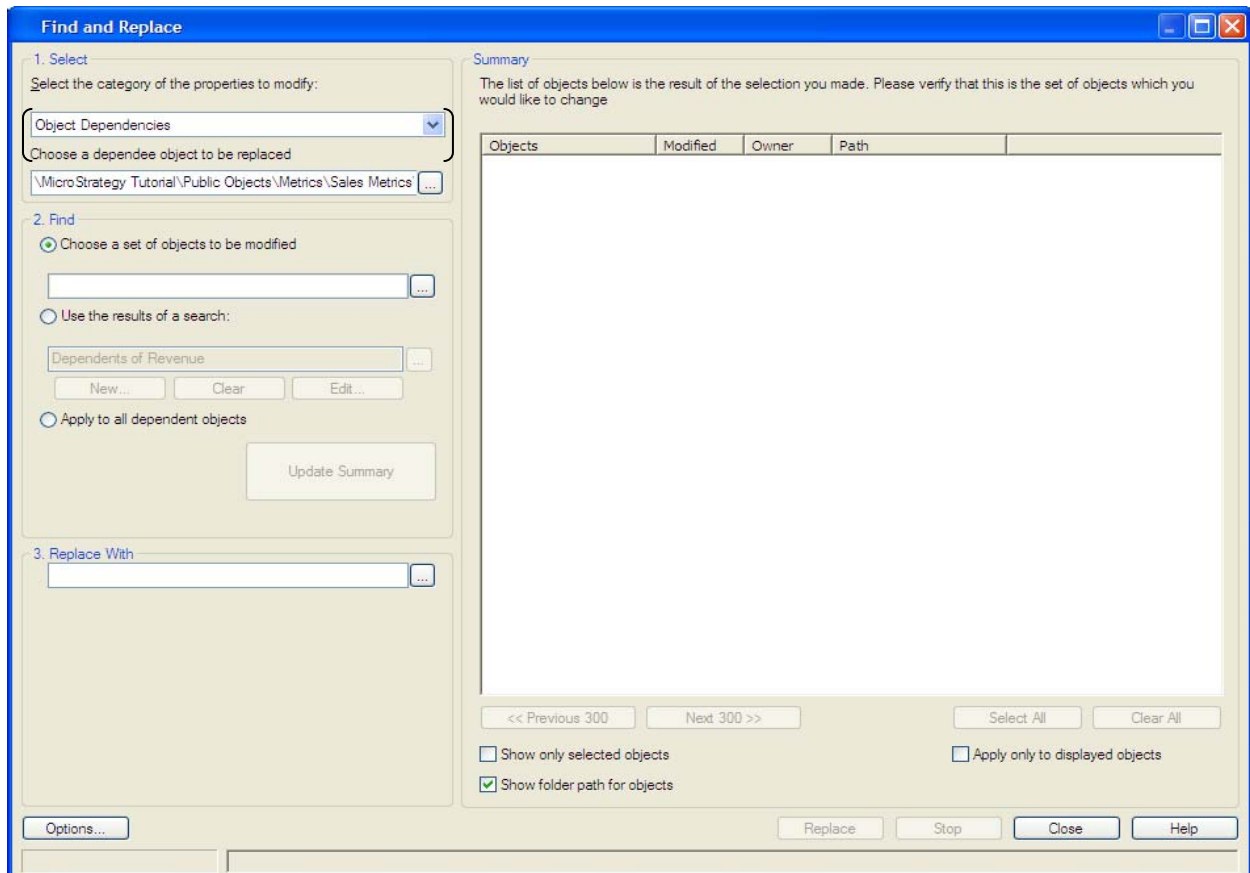 Find and Replace
1. Select
Select the category of the properties to modify:
Object Dependencies
Choose a dependee object to be replaced
\MicroStrategy Tutorial\Public Objects\Metrics\Sales Metrics\
...
2. Find
Choose a set of objects to be modified
...
Use the results of a search:
Dependents of Revenue
...
New... Clear Edit...
Apply to all dependent objects
Update Summary
3. Replace With
...
Summary
The list of objects below is the result of the selection you made. Please verify that this is the set of objects which you
would like to change
Objects Modified Owner Path
<< Previous 300 Next 300 >> Select All Clear All
Show only selected objects Apply only to displayed objects
Show folder path for objects
Options... Replace Stop Close Help